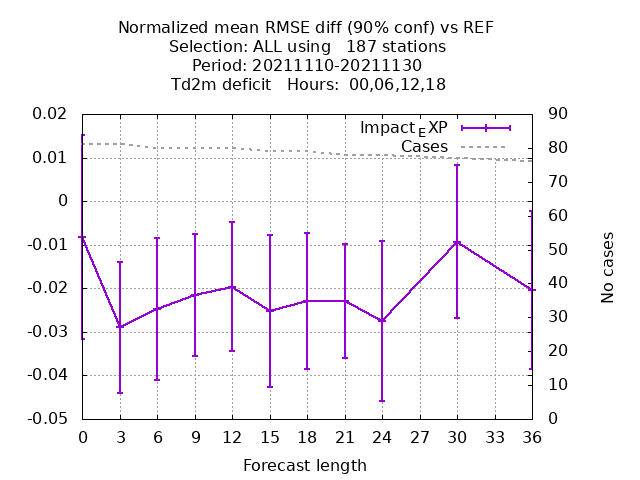 Normalized mean RMSE diff (90% conf) vs REF
Selection: ALL using   187 stations
Period: 20211110-20211130
Td2m deficit   Hours:  00,06,12,18
Impact_EXP
Cases
0.02
0.01
0
-0.01
-0.02
-0.03
-0.04
-0.05
90
80
70
60
50
40
30
20
10
0
No cases
0 3 6 9 12 15 18 21 24 27 30 33 36
Forecast length